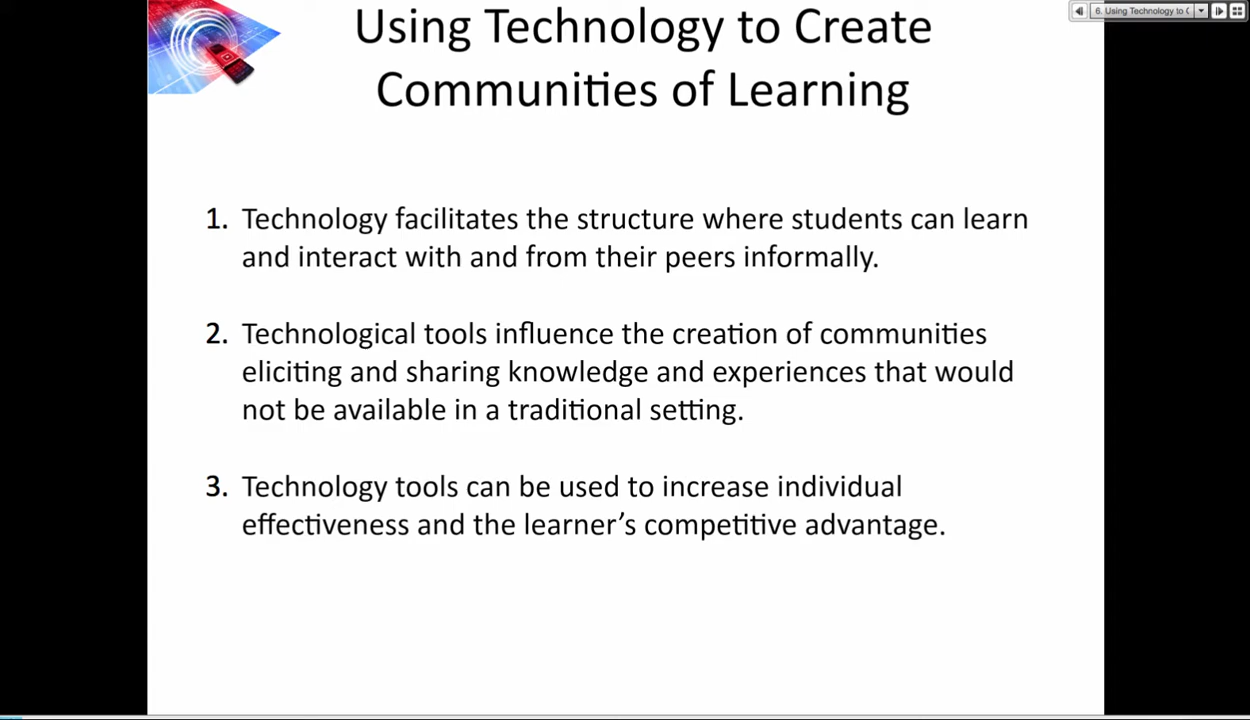 6. Using Technology to C
Using Technology to Create
Communities of Learning
1. Technology facilitates the structure where students can learn
and interact with and from their peers informally.
2. Technological tools influence the creation of communities
eliciting and sharing knowledge and experiences that would
not be available in a traditional setting.
3. Technology tools can be used to increase individual
effectiveness and the learner’s competitive advantage.